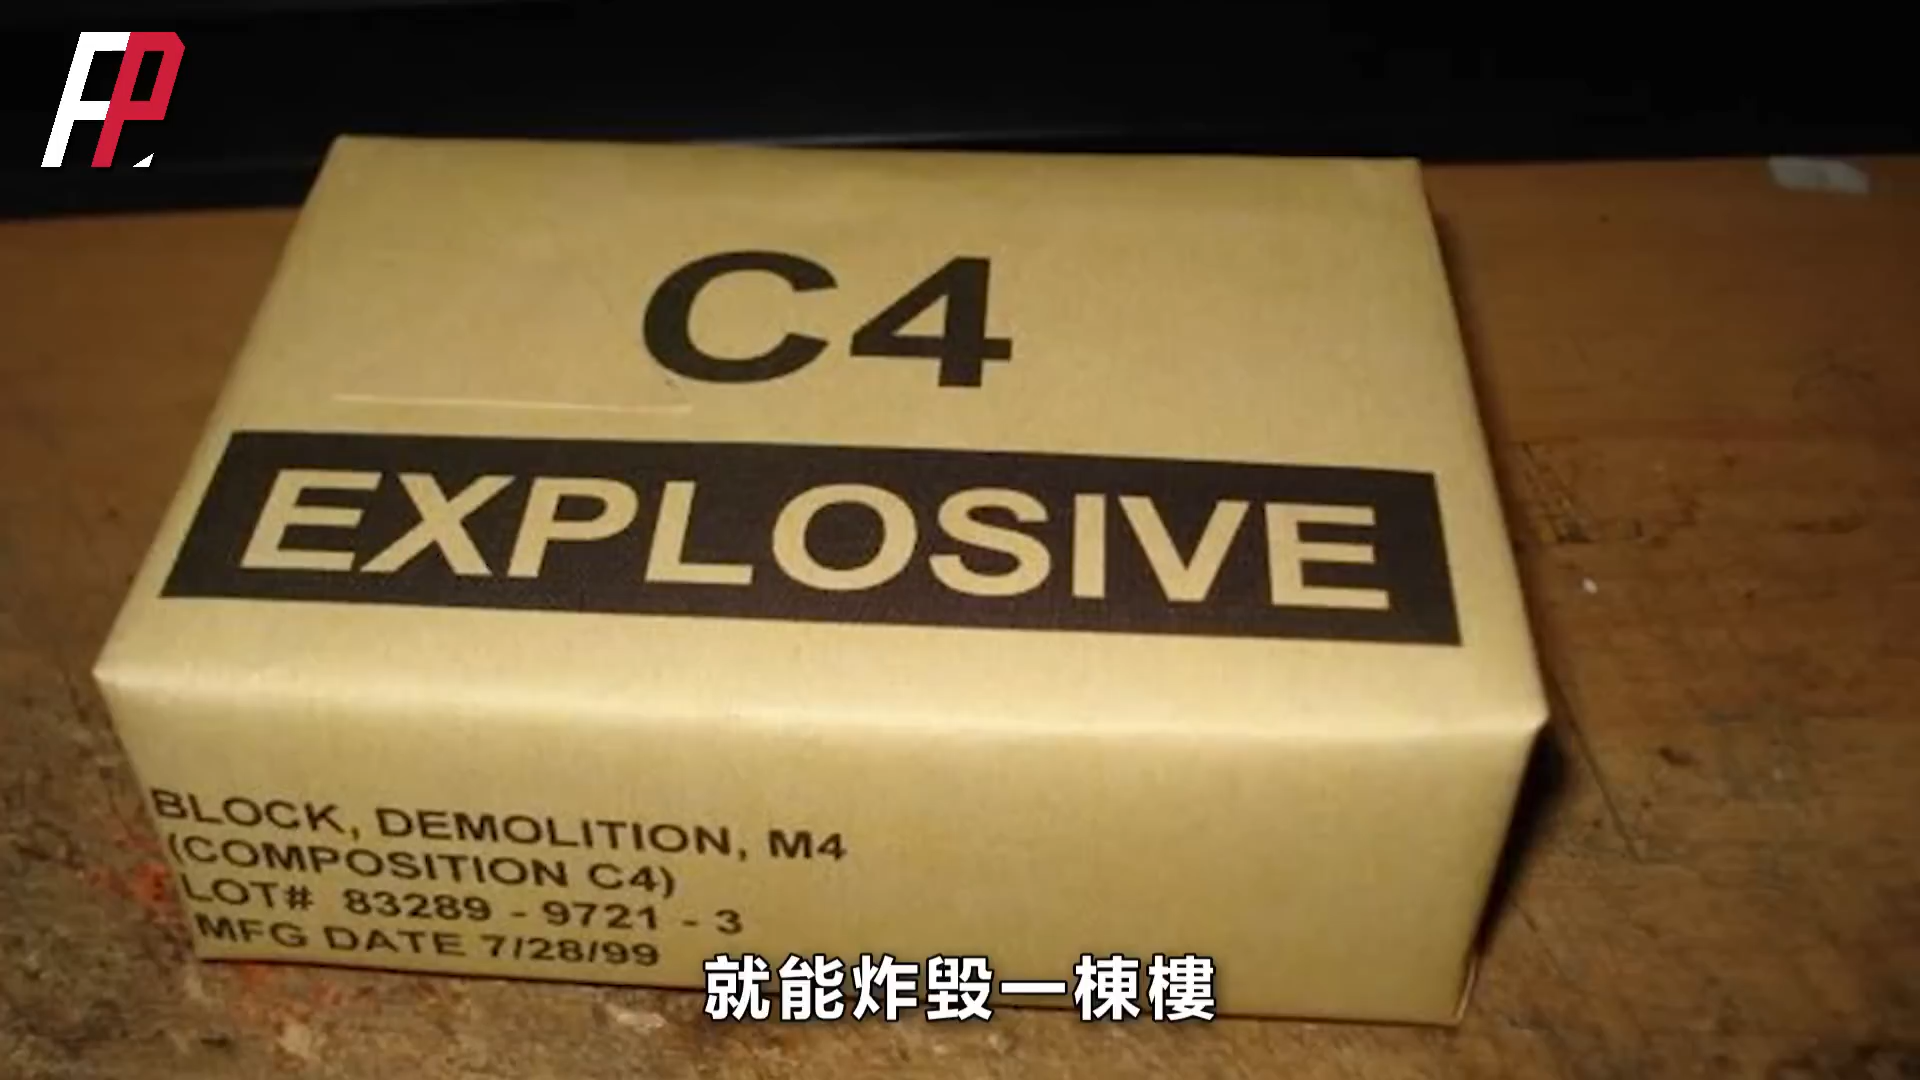 FP
C4
EXPLOSIVE
BLOCK, DEMOLITION, M4
(COMPOSITION C4)
LOT# 83289 - 9721 - 3
MFG DATE 7/28/99
就能炸毀一棟樓